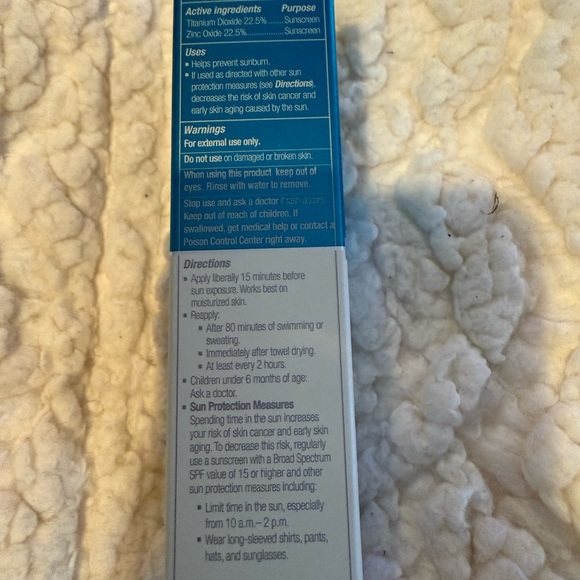 Active ingredients Purpose
Titanium Dioxide 22.5% ...... Sunscreen
Zinc Oxide 22.5%................... Sunscreen
Uses
▪ Helps prevent sunburn.
▪ If used as directed with other sun
protection measures (see Directions),
decreases the risk of skin cancer and
early skin aging caused by the sun.
Warnings
For external use only.
Do not use on damaged or broken skin.
When using this product keep out of
eyes. Rinse with water to remove.
Stop use and ask a doctor if rash occurs
Keep out of reach of children. If
swallowed, get medical help or contact a
Poison Control Center right away.
Directions
▪ Apply liberally 15 minutes before
sun exposure. Works best on
moisturized skin.
▪ Reapply:
▪ After 80 minutes of swimming or
sweating.
▪ Immediately after towel drying.
▪ At least every 2 hours.
▪ Children under 6 months of age:
Ask a doctor.
▪ Sun Protection Measures
Spending time in the sun increases
your risk of skin cancer and early skin
aging. To decrease this risk, regularly
use a sunscreen with a Broad Spectrum
SPF value of 15 or higher and other
sun protection measures including:
▪ Limit time in the sun, especially
from 10 a.m.– 2 p.m.
▪ Wear long-sleeved shirts, pants,
hats, and sunglasses.